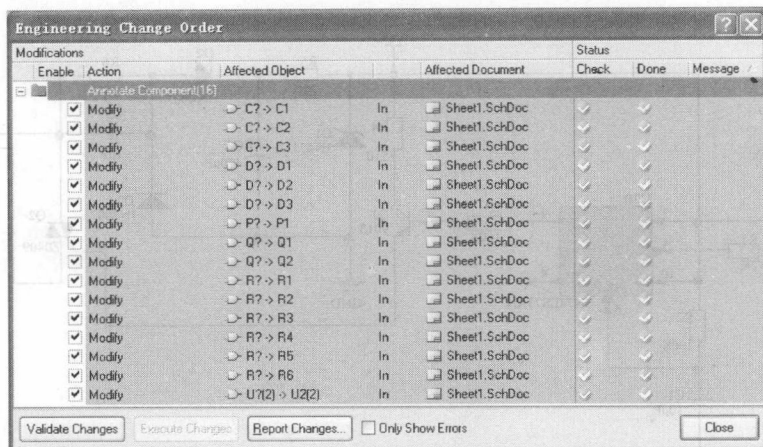 Engineering Change Order
Modifications Status
Enable Action Affected Object Affected Document Check Done Message
Annotate Component[16]
Modify C? -> C1 In Sheet1.SchDoc
Modify C? -> C2 In Sheet1.SchDoc
Modify C? -> C3 In Sheet1.SchDoc
Modify D? -> D1 In Sheet1.SchDoc
Modify D? -> D2 In Sheet1.SchDoc
Modify D? -> D3 In Sheet1.SchDoc
Modify P? -> P1 In Sheet1.SchDoc
Modify Q? -> Q1 In Sheet1.SchDoc
Modify Q? -> Q2 In Sheet1.SchDoc
Modify R? -> R1 In Sheet1.SchDoc
Modify R? -> R2 In Sheet1.SchDoc
Modify R? -> R3 In Sheet1.SchDoc
Modify R? -> R4 In Sheet1.SchDoc
Modify R? -> R5 In Sheet1.SchDoc
Modify R? -> R6 In Sheet1.SchDoc
Modify U?(2) -> U2(2) In Sheet1.SchDoc
Validate Changes Execute Changes Report Changes... Only Show Errors Close